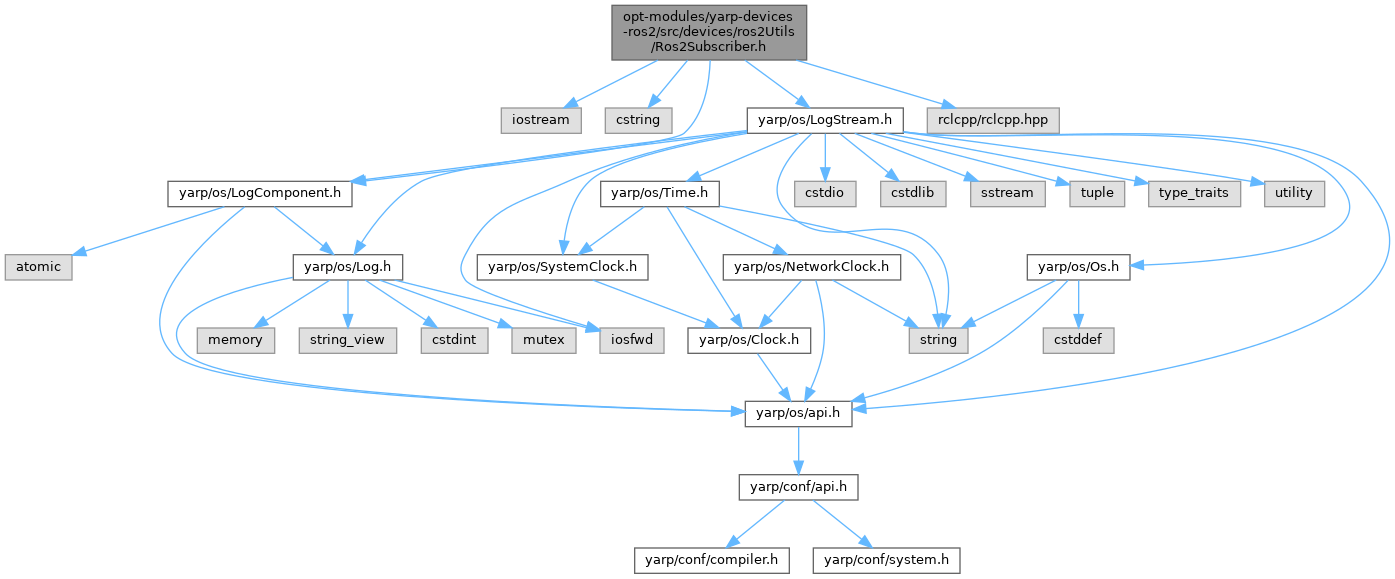 opt-modules/yarp-devices
-ros2/src/devices/ros2Utils
/Ros2Subscriber.h
iostream
cstring
yarp/os/LogStream.h
rclcpp/rclcpp.hpp
yarp/os/LogComponent.h
yarp/os/Time.h
cstdio
cstdlib
sstream
tuple
type_traits
utility
atomic
yarp/os/Log.h
yarp/os/SystemClock.h
yarp/os/NetworkClock.h
yarp/os/Os.h
memory
string_view
cstdint
mutex
iosfwd
yarp/os/Clock.h
string
cstddef
yarp/os/api.h
yarp/conf/api.h
yarp/conf/compiler.h
yarp/conf/system.h